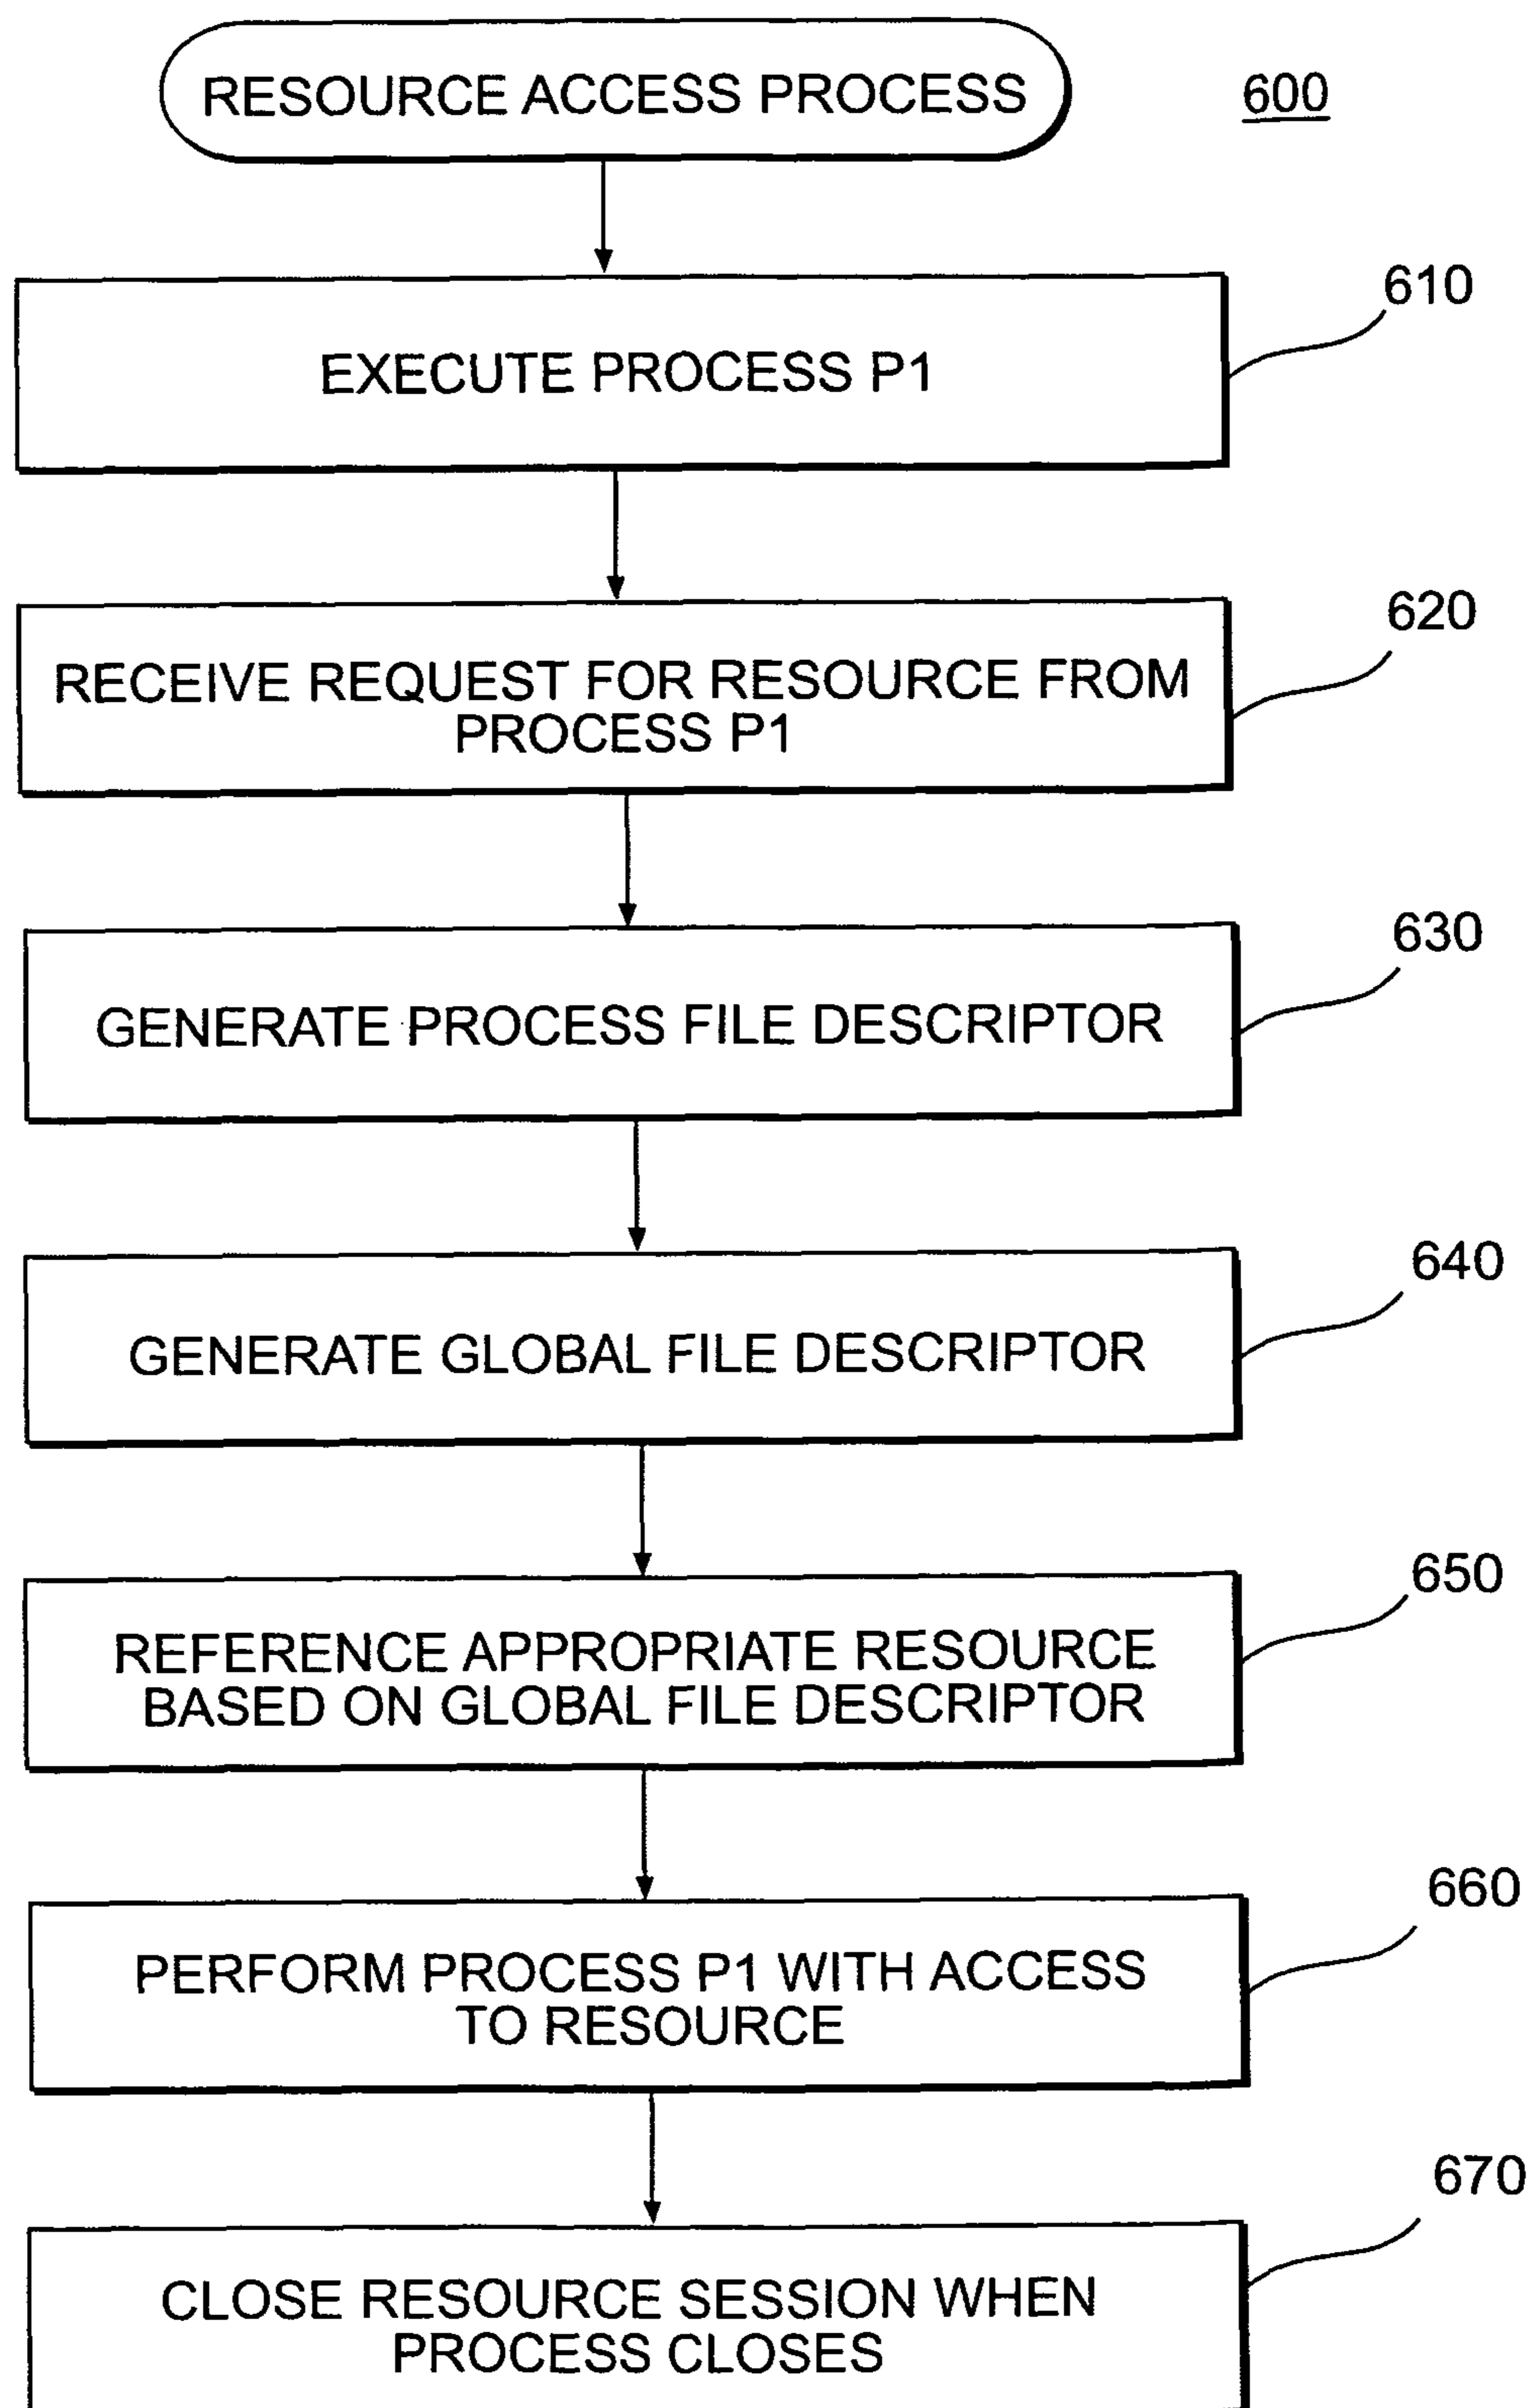 RESOURCE ACCESS PROCESS
600
610
EXECUTE PROCESS P1
620
RECEIVE REQUEST FOR RESOURCE FROM
PROCESS P1
630
GENERATE PROCESS FILE DESCRIPTOR
640
GENERATE GLOBAL FILE DESCRIPTOR
650
REFERENCE APPROPRIATE RESOURCE
BASED ON GLOBAL FILE DESCRIPTOR
660
PERFORM PROCESS P1 WITH ACCESS
TO RESOURCE
670
CLOSE RESOURCE SESSION WHEN
PROCESS CLOSES